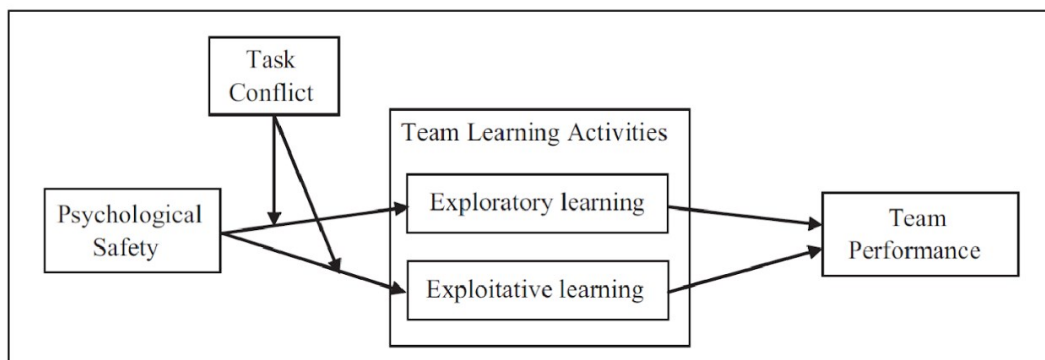 Task
Conflict
Team Learning Activities
Psychological
Safety
Exploratory learning
Exploitative learning
Team
Performance